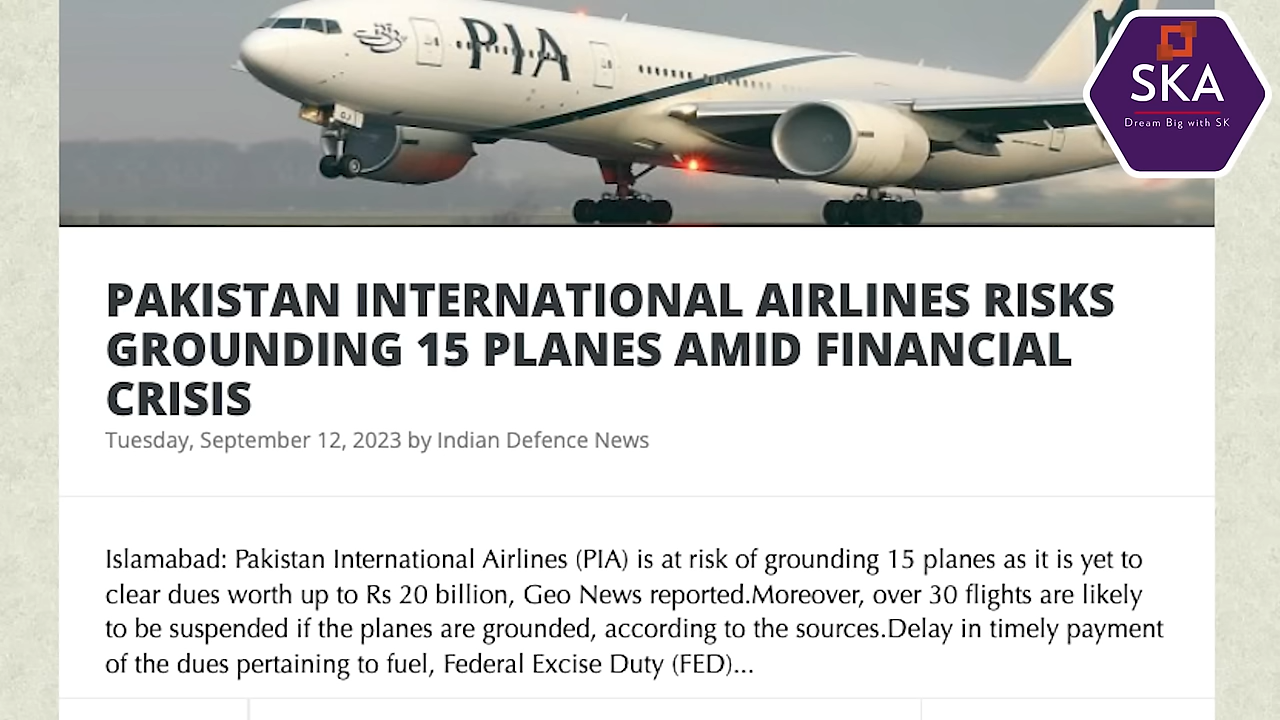 PIA
SKA
Dream Big with SK
PAKISTAN INTERNATIONAL AIRLINES RISKS
GROUNDING 15 PLANES AMID FINANCIAL
CRISIS
Tuesday, September 12, 2023 by Indian Defence News
Islamabad: Pakistan International Airlines (PIA) is at risk of grounding 15 planes as it is yet to
clear dues worth up to Rs 20 billion, Geo News reported.Moreover, over 30 flights are likely
to be suspended if the planes are grounded, according to the sources.Delay in timely payment
of the dues pertaining to fuel, Federal Excise Duty (FED)...